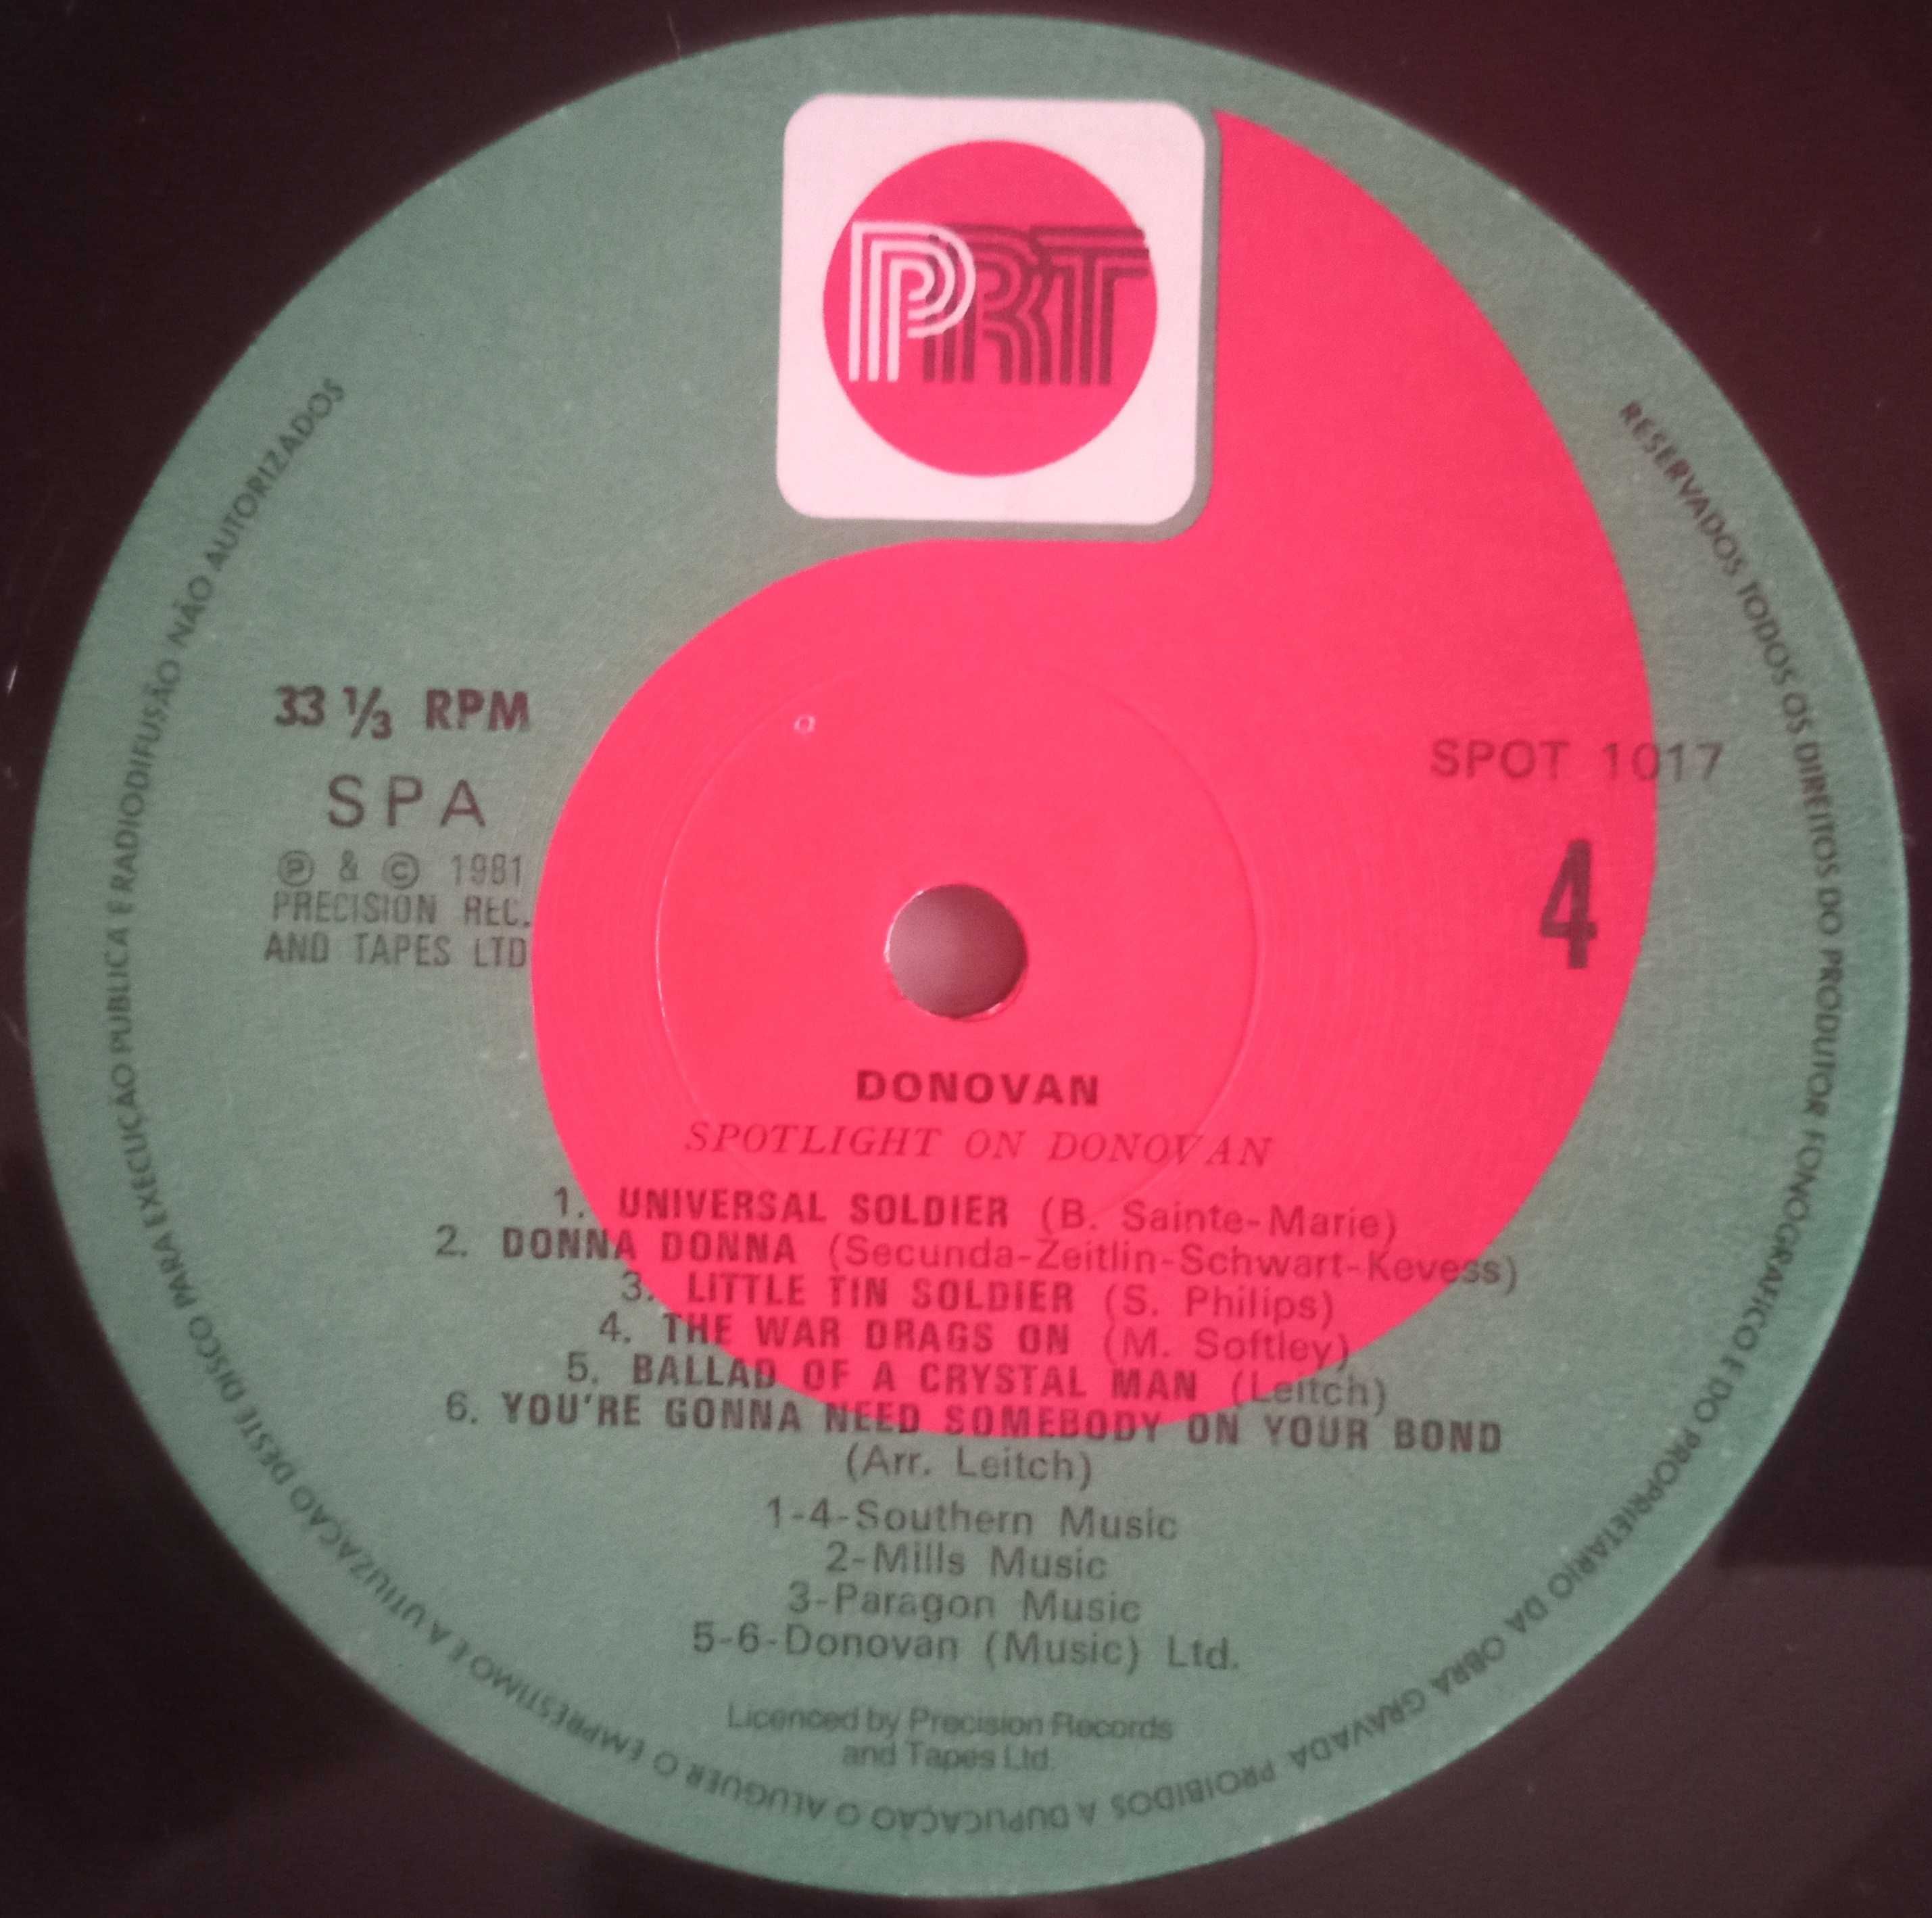 PRT
33 ⅓ RPM
SPA
℗ & © 1981
PRECISION REC.
AND TAPES LTD
SPOT 1017
4
DONOVAN
SPOTLIGHT ON DONOVAN
1. UNIVERSAL SOLDIER (B. Sainte-Marie)
2. DONNA DONNA (Secunda-Zeitlin-Schwart-Kevess)
3. LITTLE TIN SOLDIER (S. Philips)
4. THE WAR DRAGS ON (M. Softley)
5. BALLAD OF A CRYSTAL MAN (Leitch)
6. YOU'RE GONNA NEED SOMEBODY ON YOUR BOND
(Arr. Leitch)
1-4-Southern Music
2-Mills Music
3-Paragon Music
5-6-Donovan (Music) Ltd.
Licenced by Precision Records
and Tapes Ltd.
RESERVADOS TODOS OS DIREITOS DO PRODUTOR FONOGRAFICO E DO PROPRIETARIO DA OBRA GRAVADA PROIBIDOS A DUPLICAÇÃO O ALUGUER O EMPRESTIMO E A UTILIZAÇÃO DESTE DISCO PARA EXECUÇÃO PUBLICA E RADIODIFUSÃO NÃO AUTORIZADOS